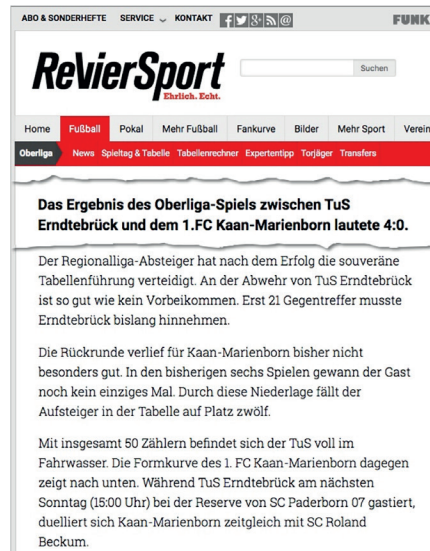 ABO & SONDERHEFTE SERVICE KONTAKT FUNK
RevierSport
Ehrlich. Echt.
Suchen
Home Fußball Pokal Mehr Fußball Fankurve Bilder Mehr Sport Verein
Oberliga News Spieltag & Tabelle Tabellenrechner Expertentipp Torjäger Transfers
Das Ergebnis des Oberliga-Spiels zwischen TuS
Erndtebrück und dem 1.FC Kaan-Marienborn lautete 4:0.
Der Regionalliga-Absteiger hat nach dem Erfolg die souveräne
Tabellenführung verteidigt. An der Abwehr von TuS Erndtebrück
ist so gut wie kein Vorbeikommen. Erst 21 Gegentreffer musste
Erndtebrück bislang hinnehmen.
Die Rückrunde verlief für Kaan-Marienborn bisher nicht
besonders gut. In den bisherigen sechs Spielen gewann der Gast
noch kein einziges Mal. Durch diese Niederlage fällt der
Aufsteiger in der Tabelle auf Platz zwölf.
Mit insgesamt 50 Zählern befindet sich der TuS voll im
Fahrwasser. Die Formkurve des 1. FC Kaan-Marienborn dagegen
zeigt nach unten. Während TuS Erndtebrück am nächsten
Sonntag (15:00 Uhr) bei der Reserve von SC Paderborn 07 gastiert,
duelliert sich Kaan-Marienborn zeitgleich mit SC Roland
Beckum.